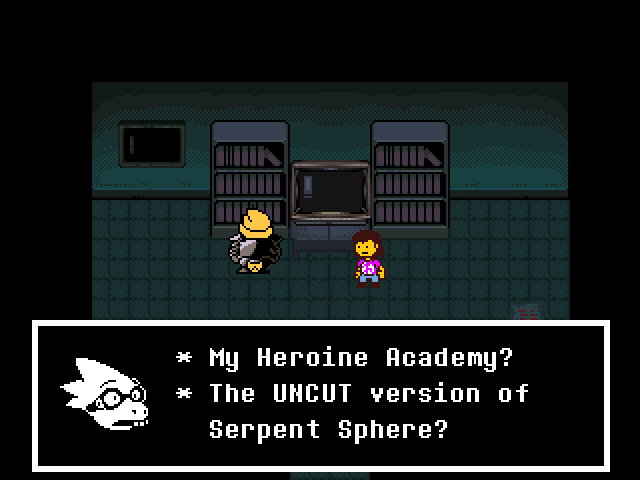 * My Heroine Academy?
* The UNCUT version of
Serpent Sphere?